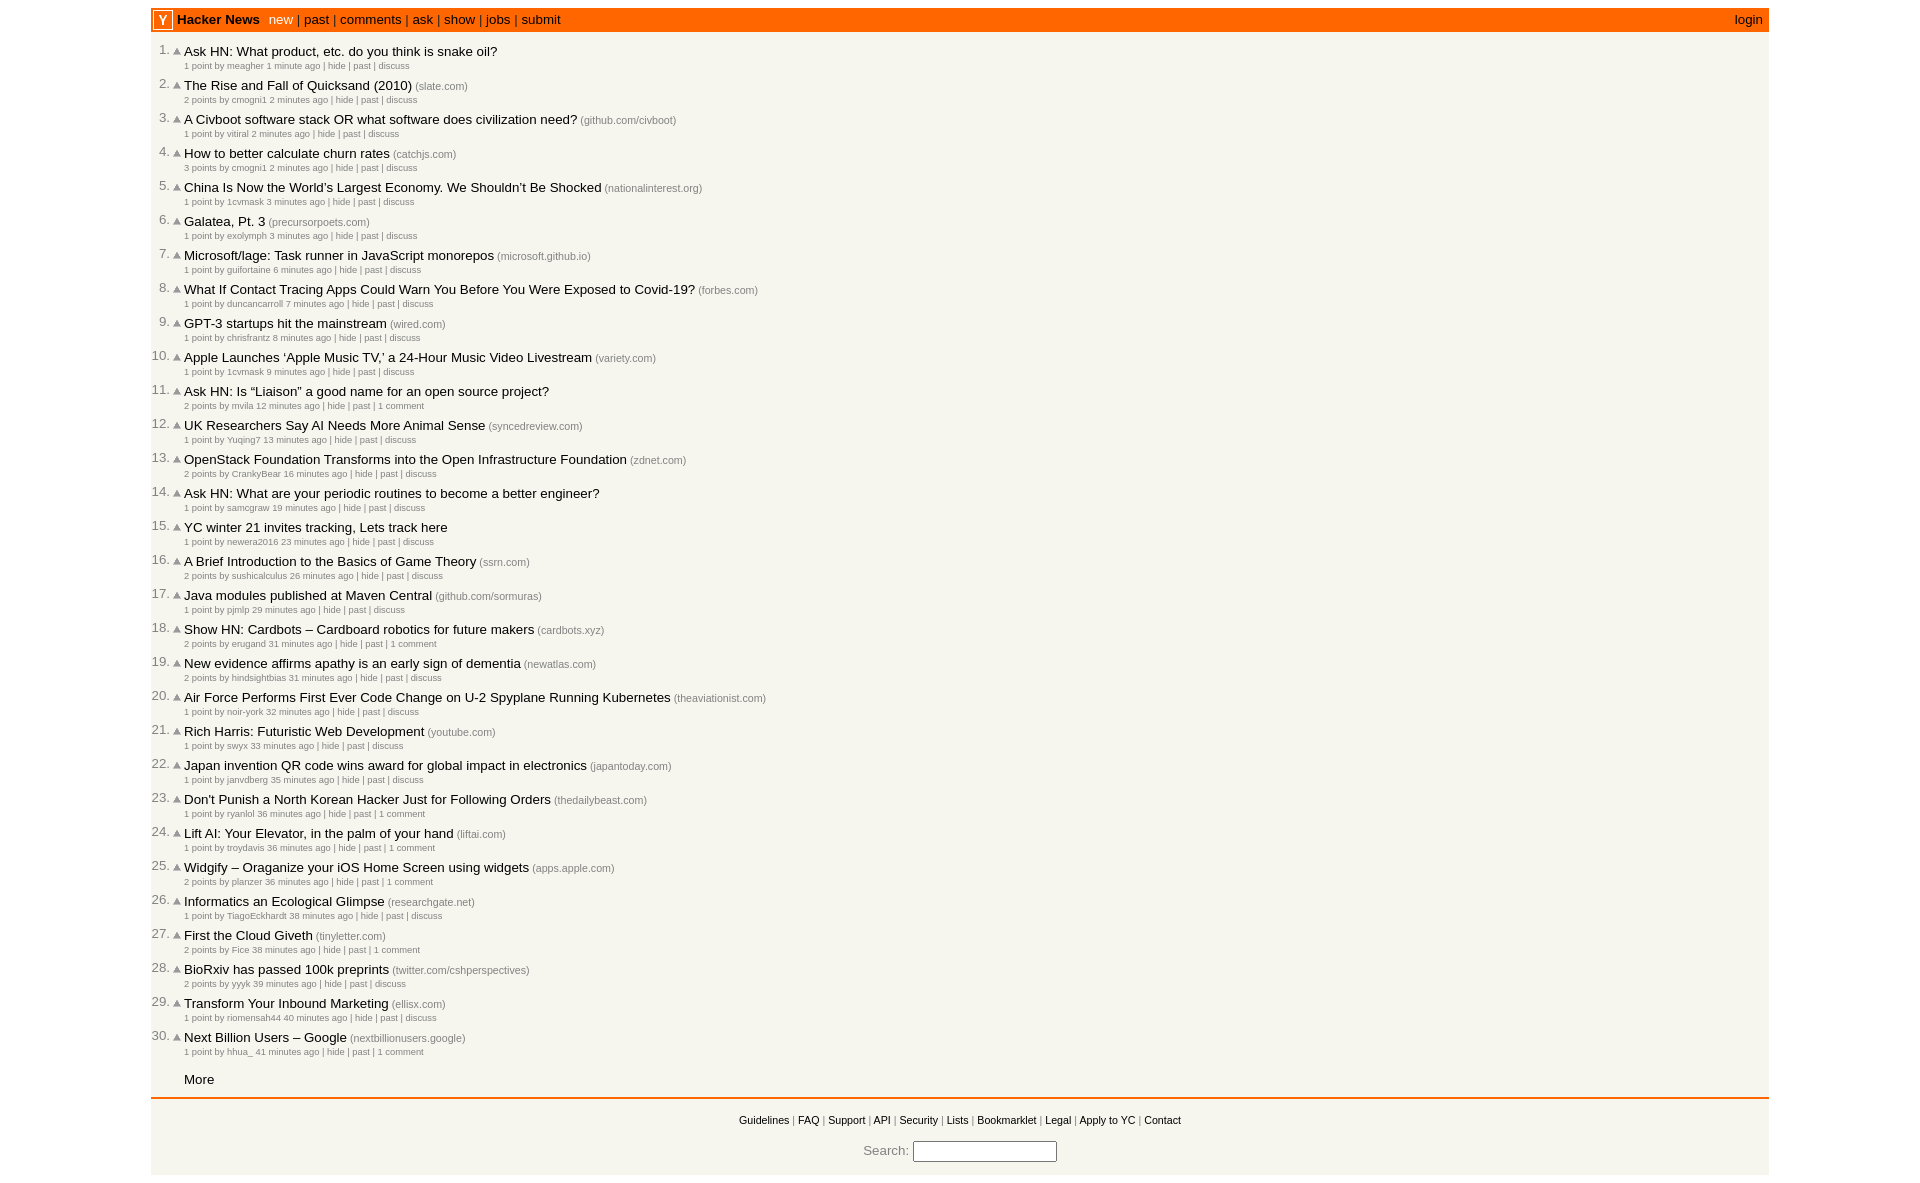 Y Hacker News new | past | comments | ask | show | jobs | submit login
1. Ask HN: What product, etc. do you think is snake oil?
1 point by meagher 1 minute ago | hide | past | discuss
2. The Rise and Fall of Quicksand (2010) (slate.com)
2 points by cmogni1 2 minutes ago | hide | past | discuss
3. A Civboot software stack OR what software does civilization need? (github.com/civboot)
1 point by vitiral 2 minutes ago | hide | past | discuss
4. How to better calculate churn rates (catchjs.com)
3 points by cmogni1 2 minutes ago | hide | past | discuss
5. China Is Now the World’s Largest Economy. We Shouldn’t Be Shocked (nationalinterest.org)
1 point by 1cvmask 3 minutes ago | hide | past | discuss
6. Galatea, Pt. 3 (precursorpoets.com)
1 point by exolymph 3 minutes ago | hide | past | discuss
7. Microsoft/lage: Task runner in JavaScript monorepos (microsoft.github.io)
1 point by guifortaine 6 minutes ago | hide | past | discuss
8. What If Contact Tracing Apps Could Warn You Before You Were Exposed to Covid-19? (forbes.com)
1 point by duncancarroll 7 minutes ago | hide | past | discuss
9. GPT-3 startups hit the mainstream (wired.com)
1 point by chrisfrantz 8 minutes ago | hide | past | discuss
10. Apple Launches ‘Apple Music TV,’ a 24-Hour Music Video Livestream (variety.com)
1 point by 1cvmask 9 minutes ago | hide | past | discuss
11. Ask HN: Is “Liaison” a good name for an open source project?
2 points by mvila 12 minutes ago | hide | past | 1 comment
12. UK Researchers Say AI Needs More Animal Sense (syncedreview.com)
1 point by Yuqing7 13 minutes ago | hide | past | discuss
13. OpenStack Foundation Transforms into the Open Infrastructure Foundation (zdnet.com)
2 points by CrankyBear 16 minutes ago | hide | past | discuss
14. Ask HN: What are your periodic routines to become a better engineer?
1 point by samcgraw 19 minutes ago | hide | past | discuss
15. YC winter 21 invites tracking, Lets track here
1 point by newera2016 23 minutes ago | hide | past | discuss
16. A Brief Introduction to the Basics of Game Theory (ssrn.com)
2 points by sushicalculus 26 minutes ago | hide | past | discuss
17. Java modules published at Maven Central (github.com/sormuras)
1 point by pjmlp 29 minutes ago | hide | past | discuss
18. Show HN: Cardbots – Cardboard robotics for future makers (cardbots.xyz)
2 points by erugand 31 minutes ago | hide | past | 1 comment
19. New evidence affirms apathy is an early sign of dementia (newatlas.com)
2 points by hindsightbias 31 minutes ago | hide | past | discuss
20. Air Force Performs First Ever Code Change on U-2 Spyplane Running Kubernetes (theaviationist.com)
1 point by noir-york 32 minutes ago | hide | past | discuss
21. Rich Harris: Futuristic Web Development (youtube.com)
1 point by swyx 33 minutes ago | hide | past | discuss
22. Japan invention QR code wins award for global impact in electronics (japantoday.com)
1 point by janvdberg 35 minutes ago | hide | past | discuss
23. Don't Punish a North Korean Hacker Just for Following Orders (thedailybeast.com)
1 point by ryanlol 36 minutes ago | hide | past | 1 comment
24. Lift AI: Your Elevator, in the palm of your hand (liftai.com)
1 point by troydavis 36 minutes ago | hide | past | 1 comment
25. Widgify – Oraganize your iOS Home Screen using widgets (apps.apple.com)
2 points by planzer 36 minutes ago | hide | past | 1 comment
26. Informatics an Ecological Glimpse (researchgate.net)
1 point by TiagoEckhardt 38 minutes ago | hide | past | discuss
27. First the Cloud Giveth (tinyletter.com)
2 points by Fice 38 minutes ago | hide | past | 1 comment
28. BioRxiv has passed 100k preprints (twitter.com/cshperspectives)
2 points by yyyk 39 minutes ago | hide | past | discuss
29. Transform Your Inbound Marketing (ellisx.com)
1 point by riomensah44 40 minutes ago | hide | past | discuss
30. Next Billion Users – Google (nextbillionusers.google)
1 point by hhua_ 41 minutes ago | hide | past | 1 comment
More
Guidelines | FAQ | Support | API | Security | Lists | Bookmarklet | Legal | Apply to YC | Contact
Search: